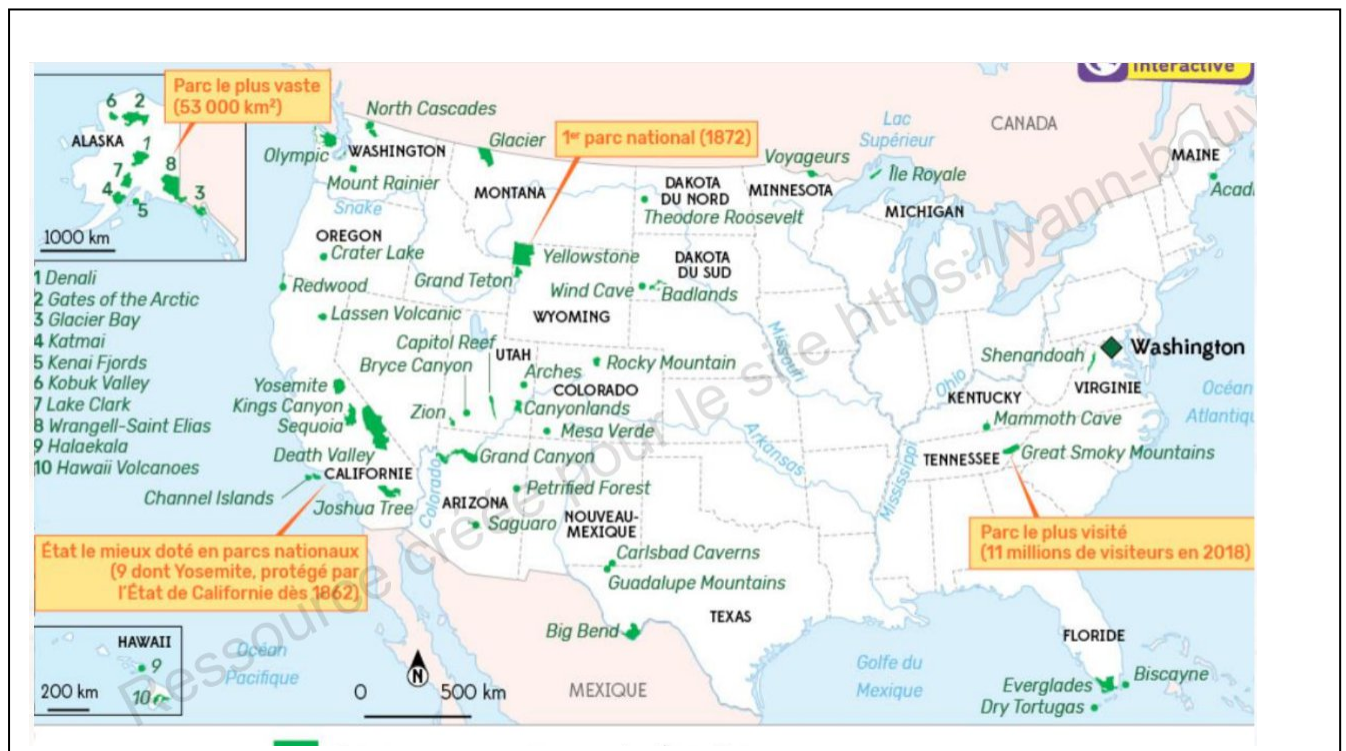 interactive
Parc le plus vaste
(53 000 km²)
6 2
ALASKA
1
7
8
4
5
3
1000 km
North Cascades
Olympic
WASHINGTON
Glacier
1er parc national (1872)
Mount Rainier
MONTANA
Snake
OREGON
Crater Lake
Redwood
Grand Teton
Yellowstone
Lassen Volcanic
WYOMING
DAKOTA
DU NORD
Theodore Roosevelt
DAKOTA
DU SUD
Wind Cave
Badlands
Voyageurs
MINNESOTA
Lac
Supérieur
Île Royale
MICHIGAN
CANADA
MAINE
1 Denali
2 Gates of the Arctic
3 Glacier Bay
4 Katmai
5 Kenai Fjords
6 Kobuk Valley
7 Lake Clark
8 Wrangell-Saint Elias
9 Halaekala
10 Hawaii Volcanoes
Capitol Reef
UTAH
Bryce Canyon
Arches
Rocky Mountain
COLORADO
Yosemite
Kings Canyon
Sequoia
Zion
Canyonlands
Mesa Verde
Death Valley
Grand Canyon
CALIFORNIE
Channel Islands
Joshua Tree
Colorado
ARIZONA
Petrified Forest
Saguaro
NOUVEAU-
MEXIQUE
Carlsbad Caverns
Guadalupe Mountains
TEXAS
Big Bend
Missouri
Arkansas
Mississippi
Ohio
Shenandoah
Washington
VIRGINIE
KENTUCKY
Mammoth Cave
TENNESSEE
Great Smoky Mountains
Océan
Parc le plus visité
(11 millions de visiteurs en 2018)
État le mieux doté en parcs nationaux
(9 dont Yosemite, protégé par
l'État de Californie dès 1862)
HAWAII
9
10
200 km
Océan
Pacifique
N
0 500 km
MEXIQUE
Golfe du
Mexique
FLORIDE
Everglades
Biscayne
Dry Tortugas
Ressource créée pour le site https://yann-bouv